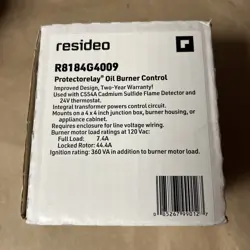 resideo
R8184G4009
Protectorelay® Oil Burner Control
Improved Design, Two-Year Warranty!
Used with C554A Cadmium Sulfide Flame Detector and
24V thermostat.
Integral transformer powers control circuit.
Mounts on a 4 x 4 inch junction box, burner housing, or
appliance cabinet.
Requires enclosure for line voltage wiring.
Burner motor load ratings at 120 Vac:
Full Load: 7.4A
Locked Rotor: 44.4A
Ignition rating: 360 VA in addition to burner motor load.